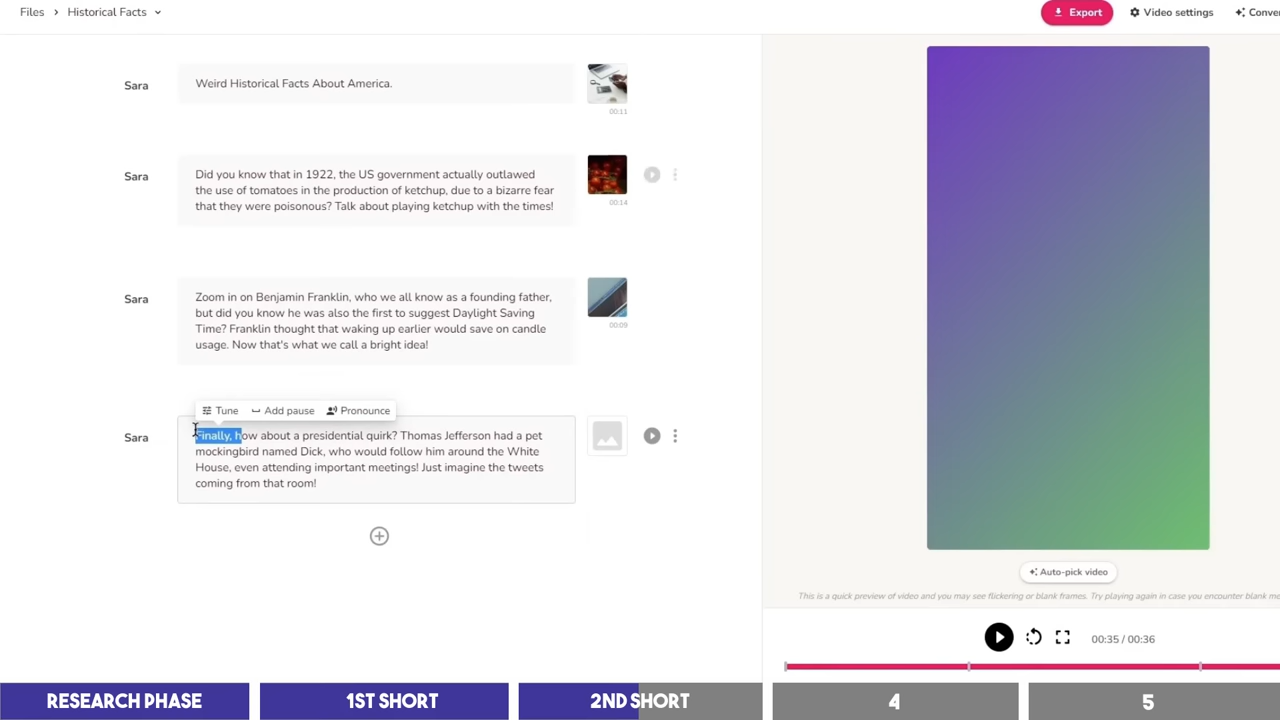 Files > Historical Facts
Export
Video settings
Conver
Sara
Weird Historical Facts About America.
00:11
Sara
Did you know that in 1922, the US government actually outlawed
the use of tomatoes in the production of ketchup, due to a bizarre fear
that they were poisonous? Talk about playing ketchup with the times!
00:14
Sara
Zoom in on Benjamin Franklin, who we all know as a founding father,
but did you know he was also the first to suggest Daylight Saving
Time? Franklin thought that waking up earlier would save on candle
usage. Now that's what we call a bright idea!
00:09
Tune Add pause Pronounce
Sara
Finally, how about a presidential quirk? Thomas Jefferson had a pet
mockingbird named Dick, who would follow him around the White
House, even attending important meetings! Just imagine the tweets
coming from that room!
Auto-pick video
This is a quick preview of video and you may see flickering or blank frames. Try playing again in case you encounter blank
00:35 / 00:36
RESEARCH PHASE
1ST SHORT
2ND SHORT
4
5